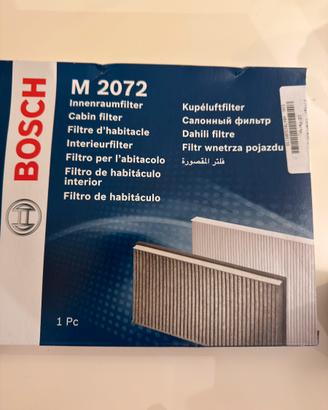 BOSCH
M 2072
Innenraumfilter
Cabin filter
Filtre d'habitacle
Interieurfilter
Filtro per l'abitacolo
Filtro de habitáculo
interior
Filtro de habitáculo
Kupéluftfilter
Салонный фильтр
Dahili filtre
Filtr wnetrza pojazdu
فلتر المقصورة
1 Pc